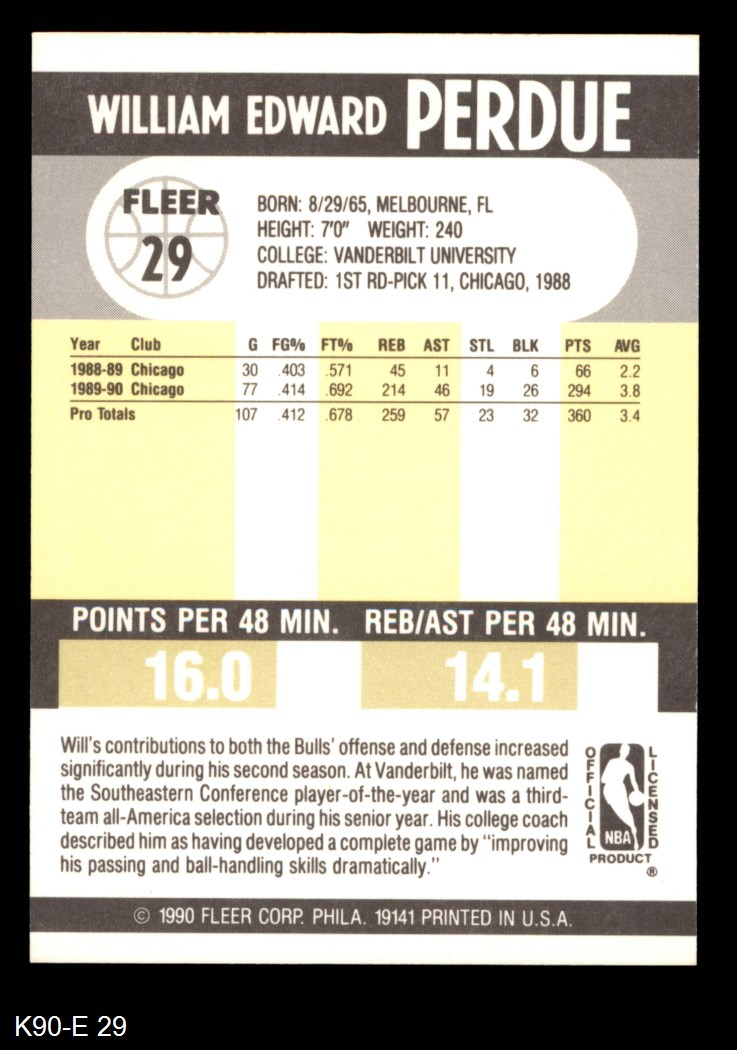 WILLIAM EDWARD PERDUE
FLEER
29
BORN: 8/29/65, MELBOURNE, FL
HEIGHT: 7'0" WEIGHT: 240
COLLEGE: VANDERBILT UNIVERSITY
DRAFTED: 1ST RD-PICK 11, CHICAGO, 1988
Year Club G FG% FT% REB AST STL BLK PTS AVG
1988-89 Chicago 30 .403 .571 45 11 4 6 66 2.2
1989-90 Chicago 77 .414 .692 214 46 19 26 294 3.8
Pro Totals 107 .412 .678 259 57 23 32 360 3.4
POINTS PER 48 MIN. REB/AST PER 48 MIN.
16.0 14.1
Will's contributions to both the Bulls' offense and defense increased
significantly during his second season. At Vanderbilt, he was named
the Southeastern Conference player-of-the-year and was a third-
team all-America selection during his senior year. His college coach
described him as having developed a complete game by "improving
his passing and ball-handling skills dramatically."
OFFICIAL
LICENSED
NBA
PRODUCT
®
© 1990 FLEER CORP. PHILA. 19141 PRINTED IN U.S.A.
K90-E 29